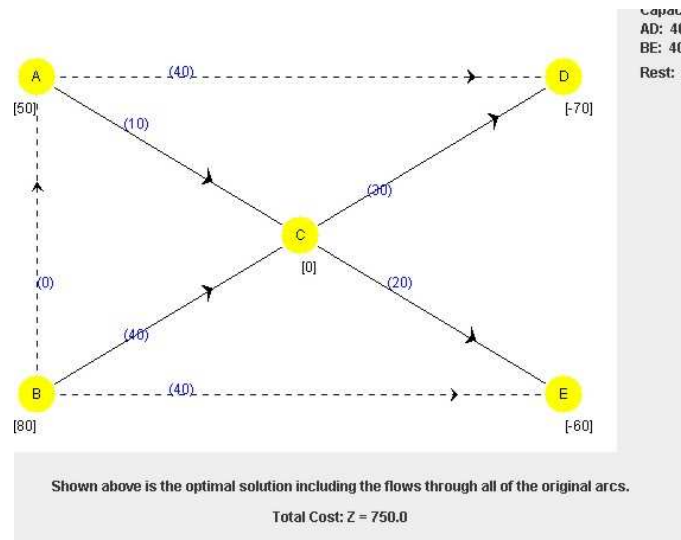 AD: 40
BE: 40
Rest:
A
(40)
D
[50]
[-70]
(10)
(30)
C
[0]
(0)
(20)
(40)
B
(40)
E
[80]
[-60]
Shown above is the optimal solution including the flows through all of the original arcs.
Total Cost: Z = 750.0